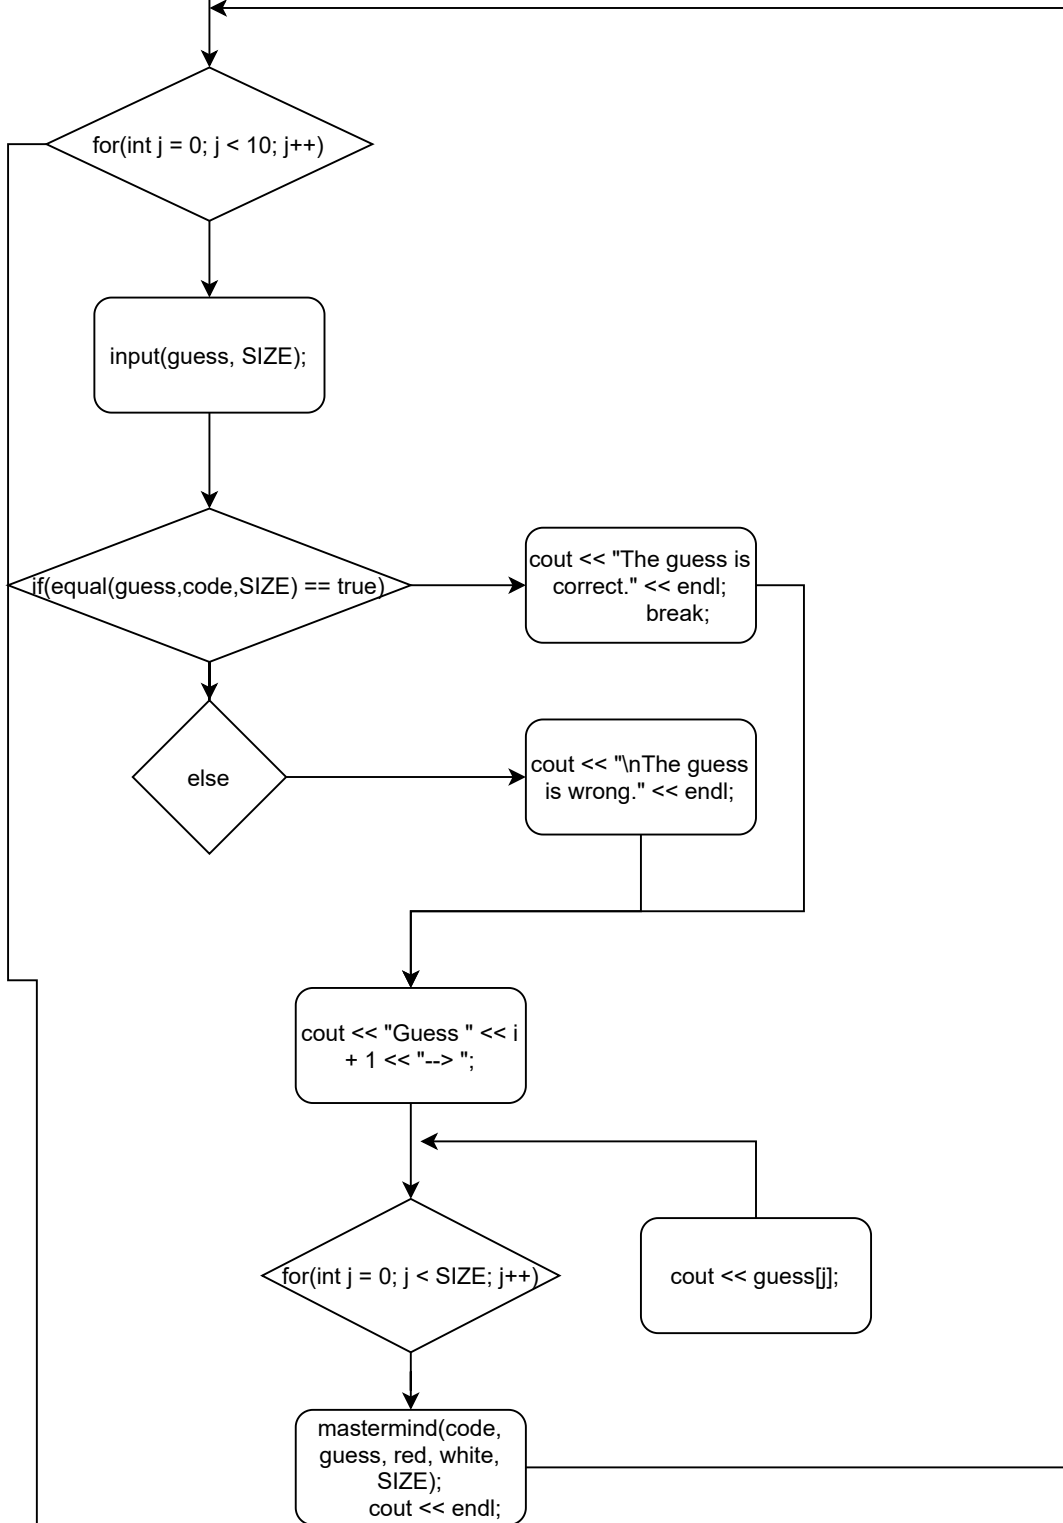 for(int j = 0; j < 10; j++)
input(guess, SIZE);
if(equal(guess,code,SIZE) == true)
cout << "The guess is
correct." << endl;
break;
else
cout << "\nThe guess
is wrong." << endl;
cout << "Guess " << i
+ 1 << "--> ";
for(int j = 0; j < SIZE; j++)
cout << guess[j];
mastermind(code,
guess, red, white,
SIZE);
cout << endl;